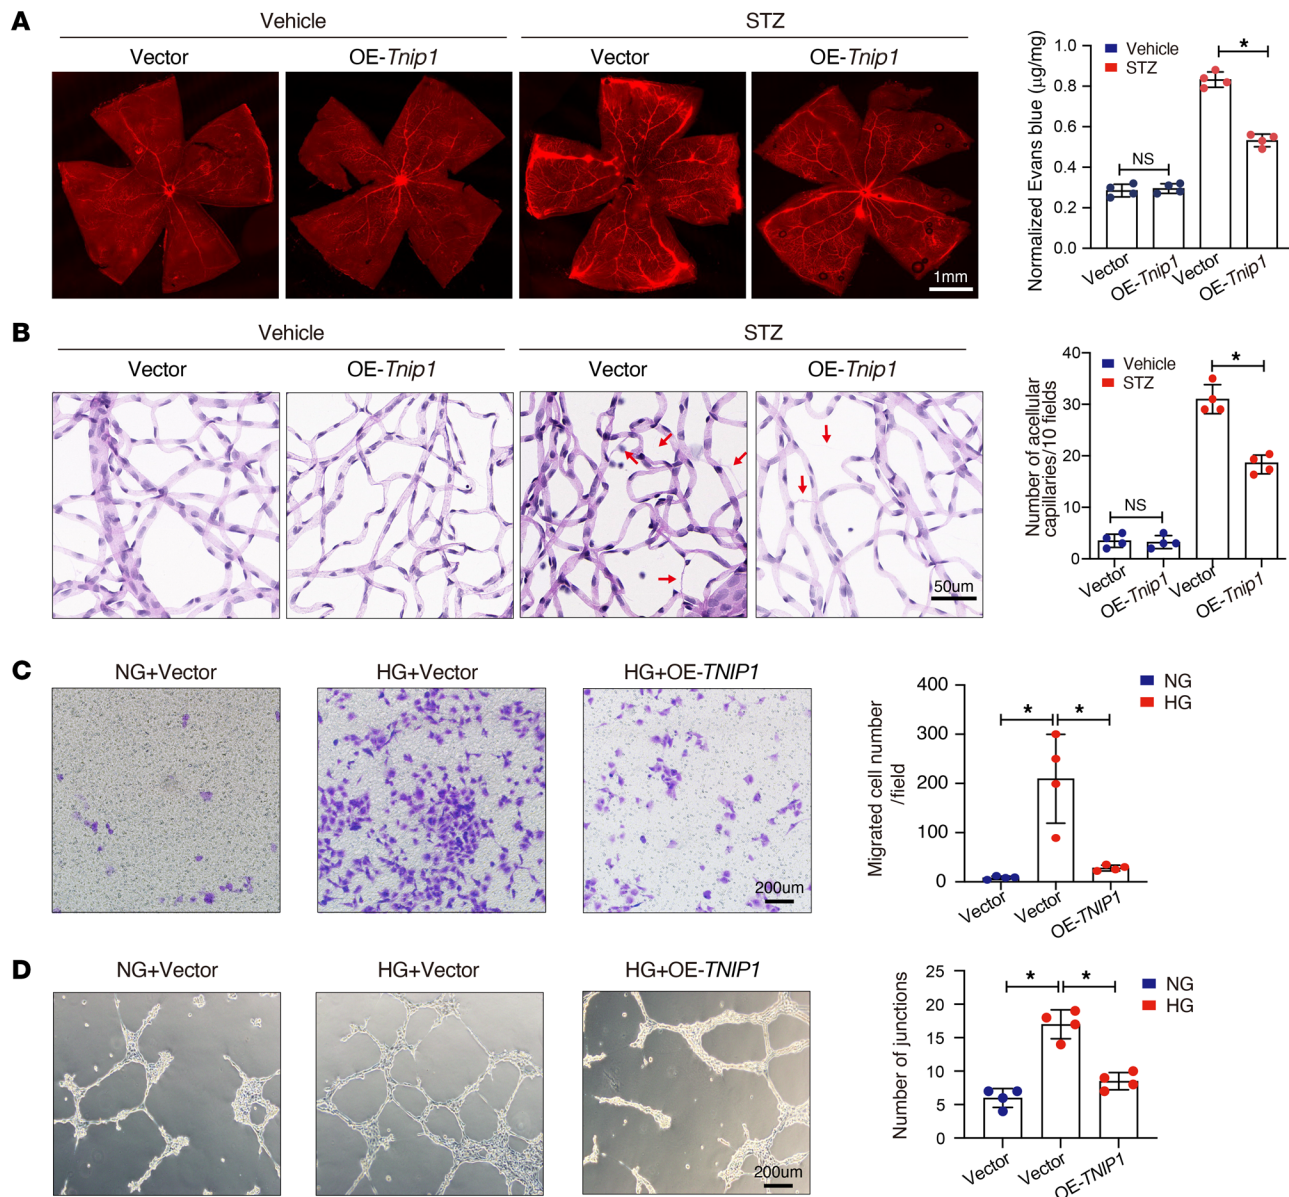 A
Vehicle
STZ
Vector
OE-Tnip1
Vector
OE-Tnip1
1mm
Normalized Evans blue (µg/mg)
1.0
0.8
0.6
0.4
0.2
0.0
Vehicle
STZ
NS
*
Vector
OE-Tnip1
Vector
OE-Tnip1
B
Vehicle
STZ
Vector
OE-Tnip1
Vector
OE-Tnip1
50um
Number of acellular
capillaries/10 fields
40
30
20
10
0
Vehicle
STZ
NS
*
Vector
OE-Tnip1
Vector
OE-Tnip1
C
NG+Vector
HG+Vector
HG+OE-TNIP1
200um
Migrated cell number
/field
400
300
200
100
0
*
*
NG
HG
Vector
Vector
OE-TNIP1
D
NG+Vector
HG+Vector
HG+OE-TNIP1
200um
Number of junctions
25
20
15
10
5
0
*
*
NG
HG
Vector
Vector
OE-TNIP1